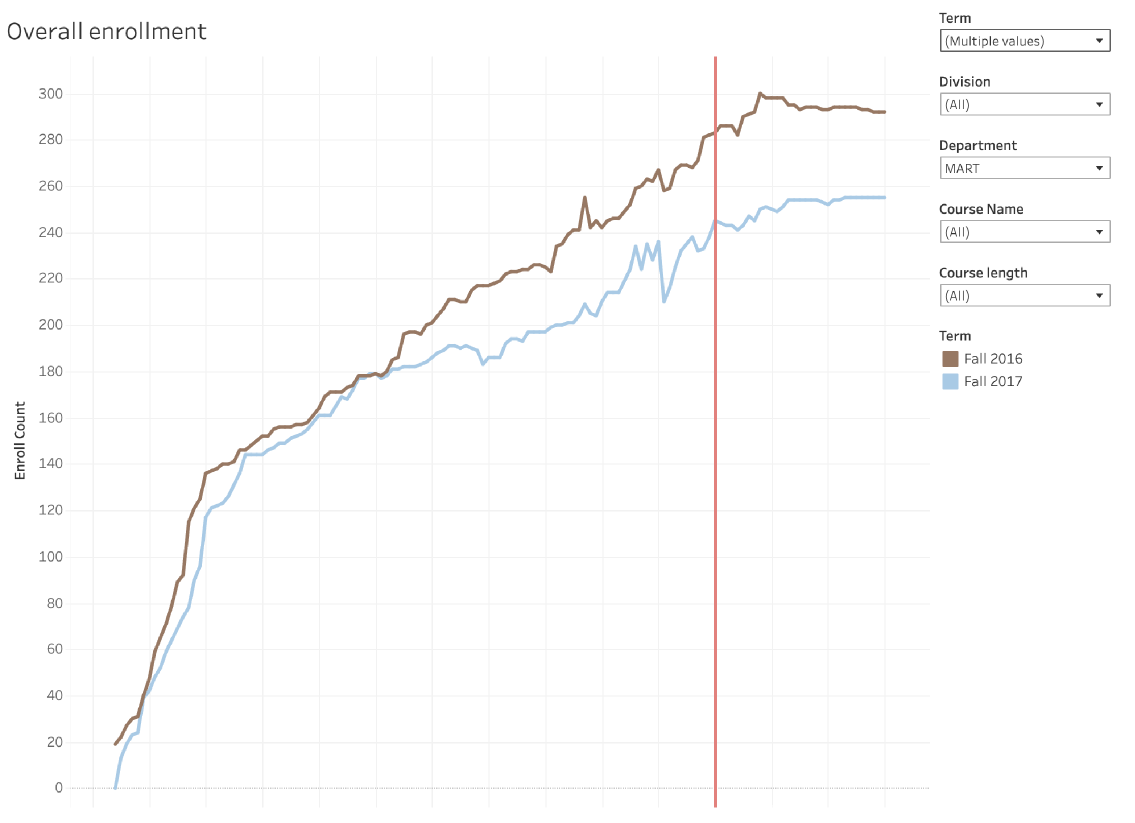 Overall enrollment
300
280
260
240
220
200
180
160
140
120
100
80
60
40
20
0
Enroll Count
Term
(Multiple values)
Division
(All)
Department
MART
Course Name
(All)
Course length
(All)
Term
Fall 2016
Fall 2017